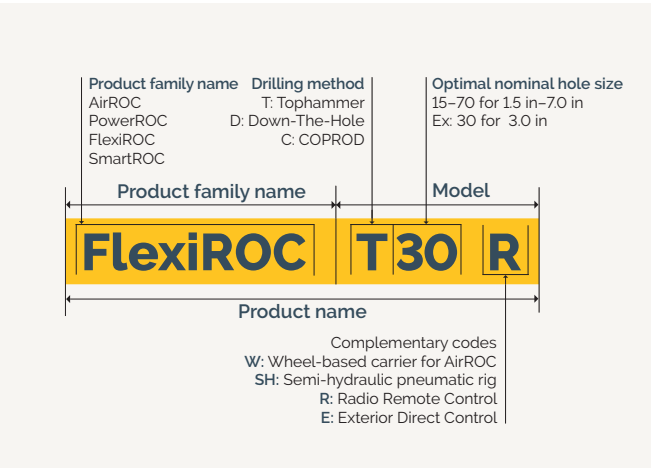 Product family name
AirROC
PowerROC
FlexiROC
SmartROC
Drilling method
T: Tophammer
D: Down-The-Hole
C: COPROD
Optimal nominal hole size
15–70 for 1.5 in–7.0 in
Ex: 30 for 3.0 in
Product family name
Model
FlexiROC T30 R
Product name
Complementary codes
W: Wheel-based carrier for AirROC
SH: Semi-hydraulic pneumatic rig
R: Radio Remote Control
E: Exterior Direct Control